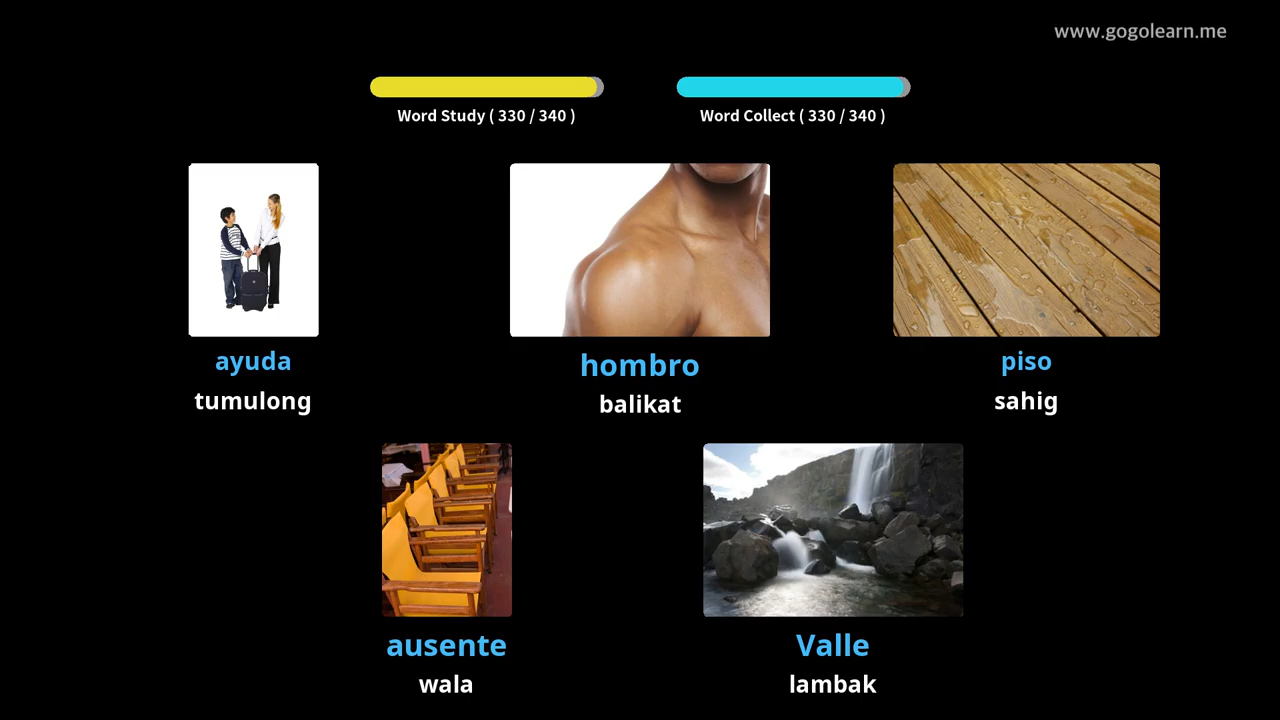 www.gogolearn.me
Word Study ( 330 / 340 )
Word Collect ( 330 / 340 )
ayuda
tumulong
hombro
balikat
piso
sahig
ausente
wala
Valle
lambak